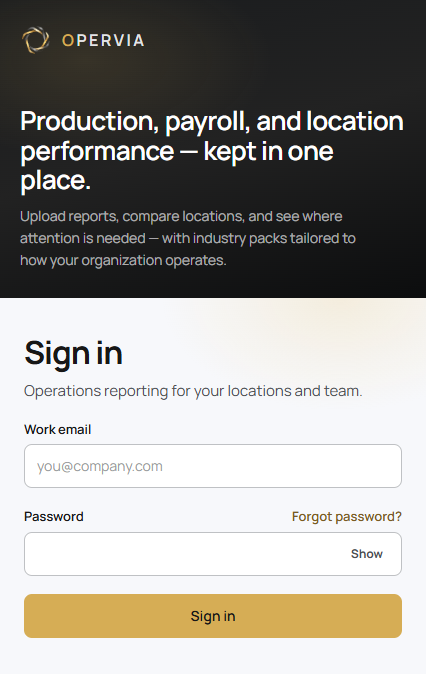 OPERVIA
Production, payroll, and location
performance — kept in one
place.
Upload reports, compare locations, and see where
attention is needed — with industry packs tailored to
how your organization operates.
Sign in
Operations reporting for your locations and team.
Work email
you@company.com
Password
Forgot password?
Show
Sign in